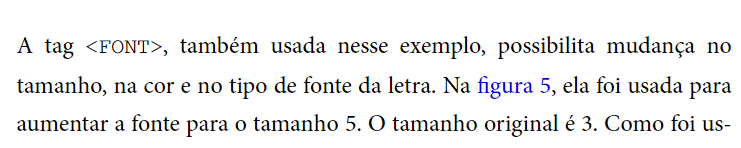 A tag <FONT>, também usada nesse exemplo, possibilita mudança no
tamanho, na cor e no tipo de fonte da letra. Na figura 5, ela foi usada para
aumentar a fonte para o tamanho 5. O tamanho original é 3. Como foi us-